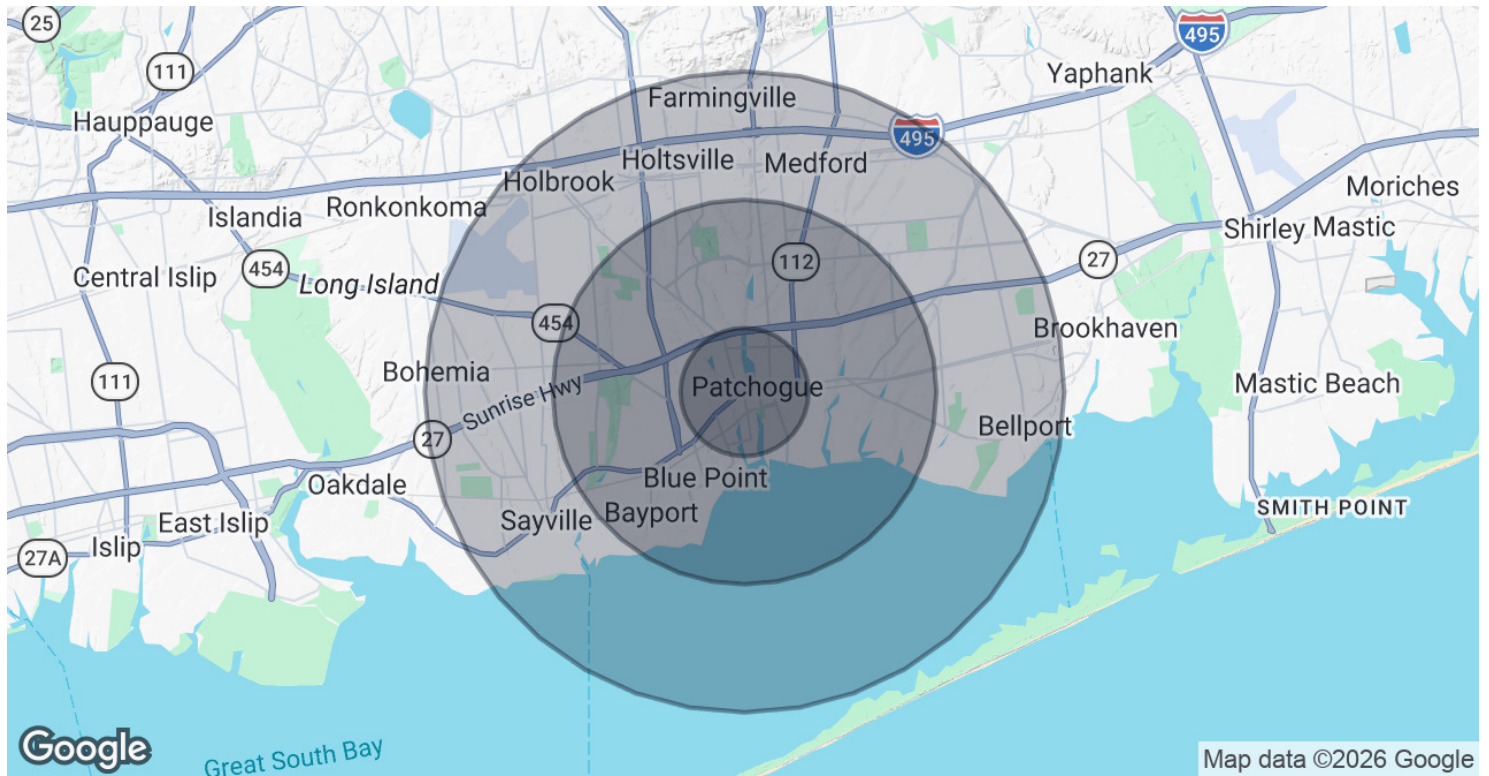 25
495
111
Yaphank
Farmingville
Hauppauge
495
Holtsville
Medford
Holbrook
Moriches
Islandia
Ronkonkoma
Shirley
Mastic
112
27
454
Central Islip
Long Island
454
Brookhaven
Bohemia
111
Patchogue
Mastic Beach
Sunrise Hwy
27
Bellport
Blue Point
Oakdale
SMITH POINT
Bayport
Sayville
East Islip
Islip
27A
Google
Great South Bay
Map data ©2026 Google